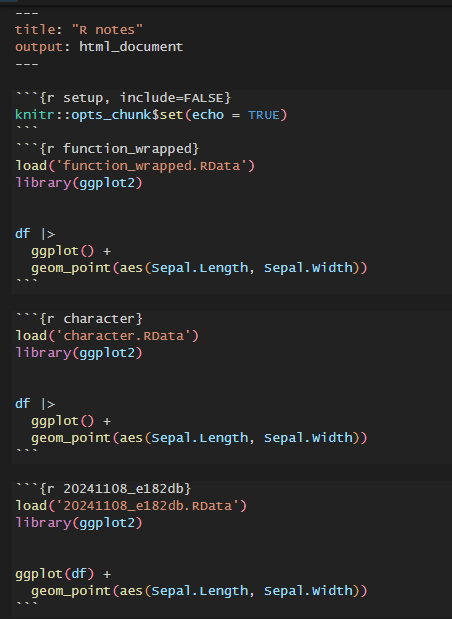 ---
title: "R notes"
output: html_document
---
```{r setup, include=FALSE}
knitr::opts_chunk$set(echo = TRUE)
```
```{r function_wrapped}
load('function_wrapped.RData')
library(ggplot2)
df |>
  ggplot() +
  geom_point(aes(Sepal.Length, Sepal.Width))
```
```{r character}
load('character.RData')
library(ggplot2)
df |>
  ggplot() +
  geom_point(aes(Sepal.Length, Sepal.Width))
```
```{r 20241108_e182db}
load('20241108_e182db.RData')
library(ggplot2)
ggplot(df) +
  geom_point(aes(Sepal.Length, Sepal.Width))
```